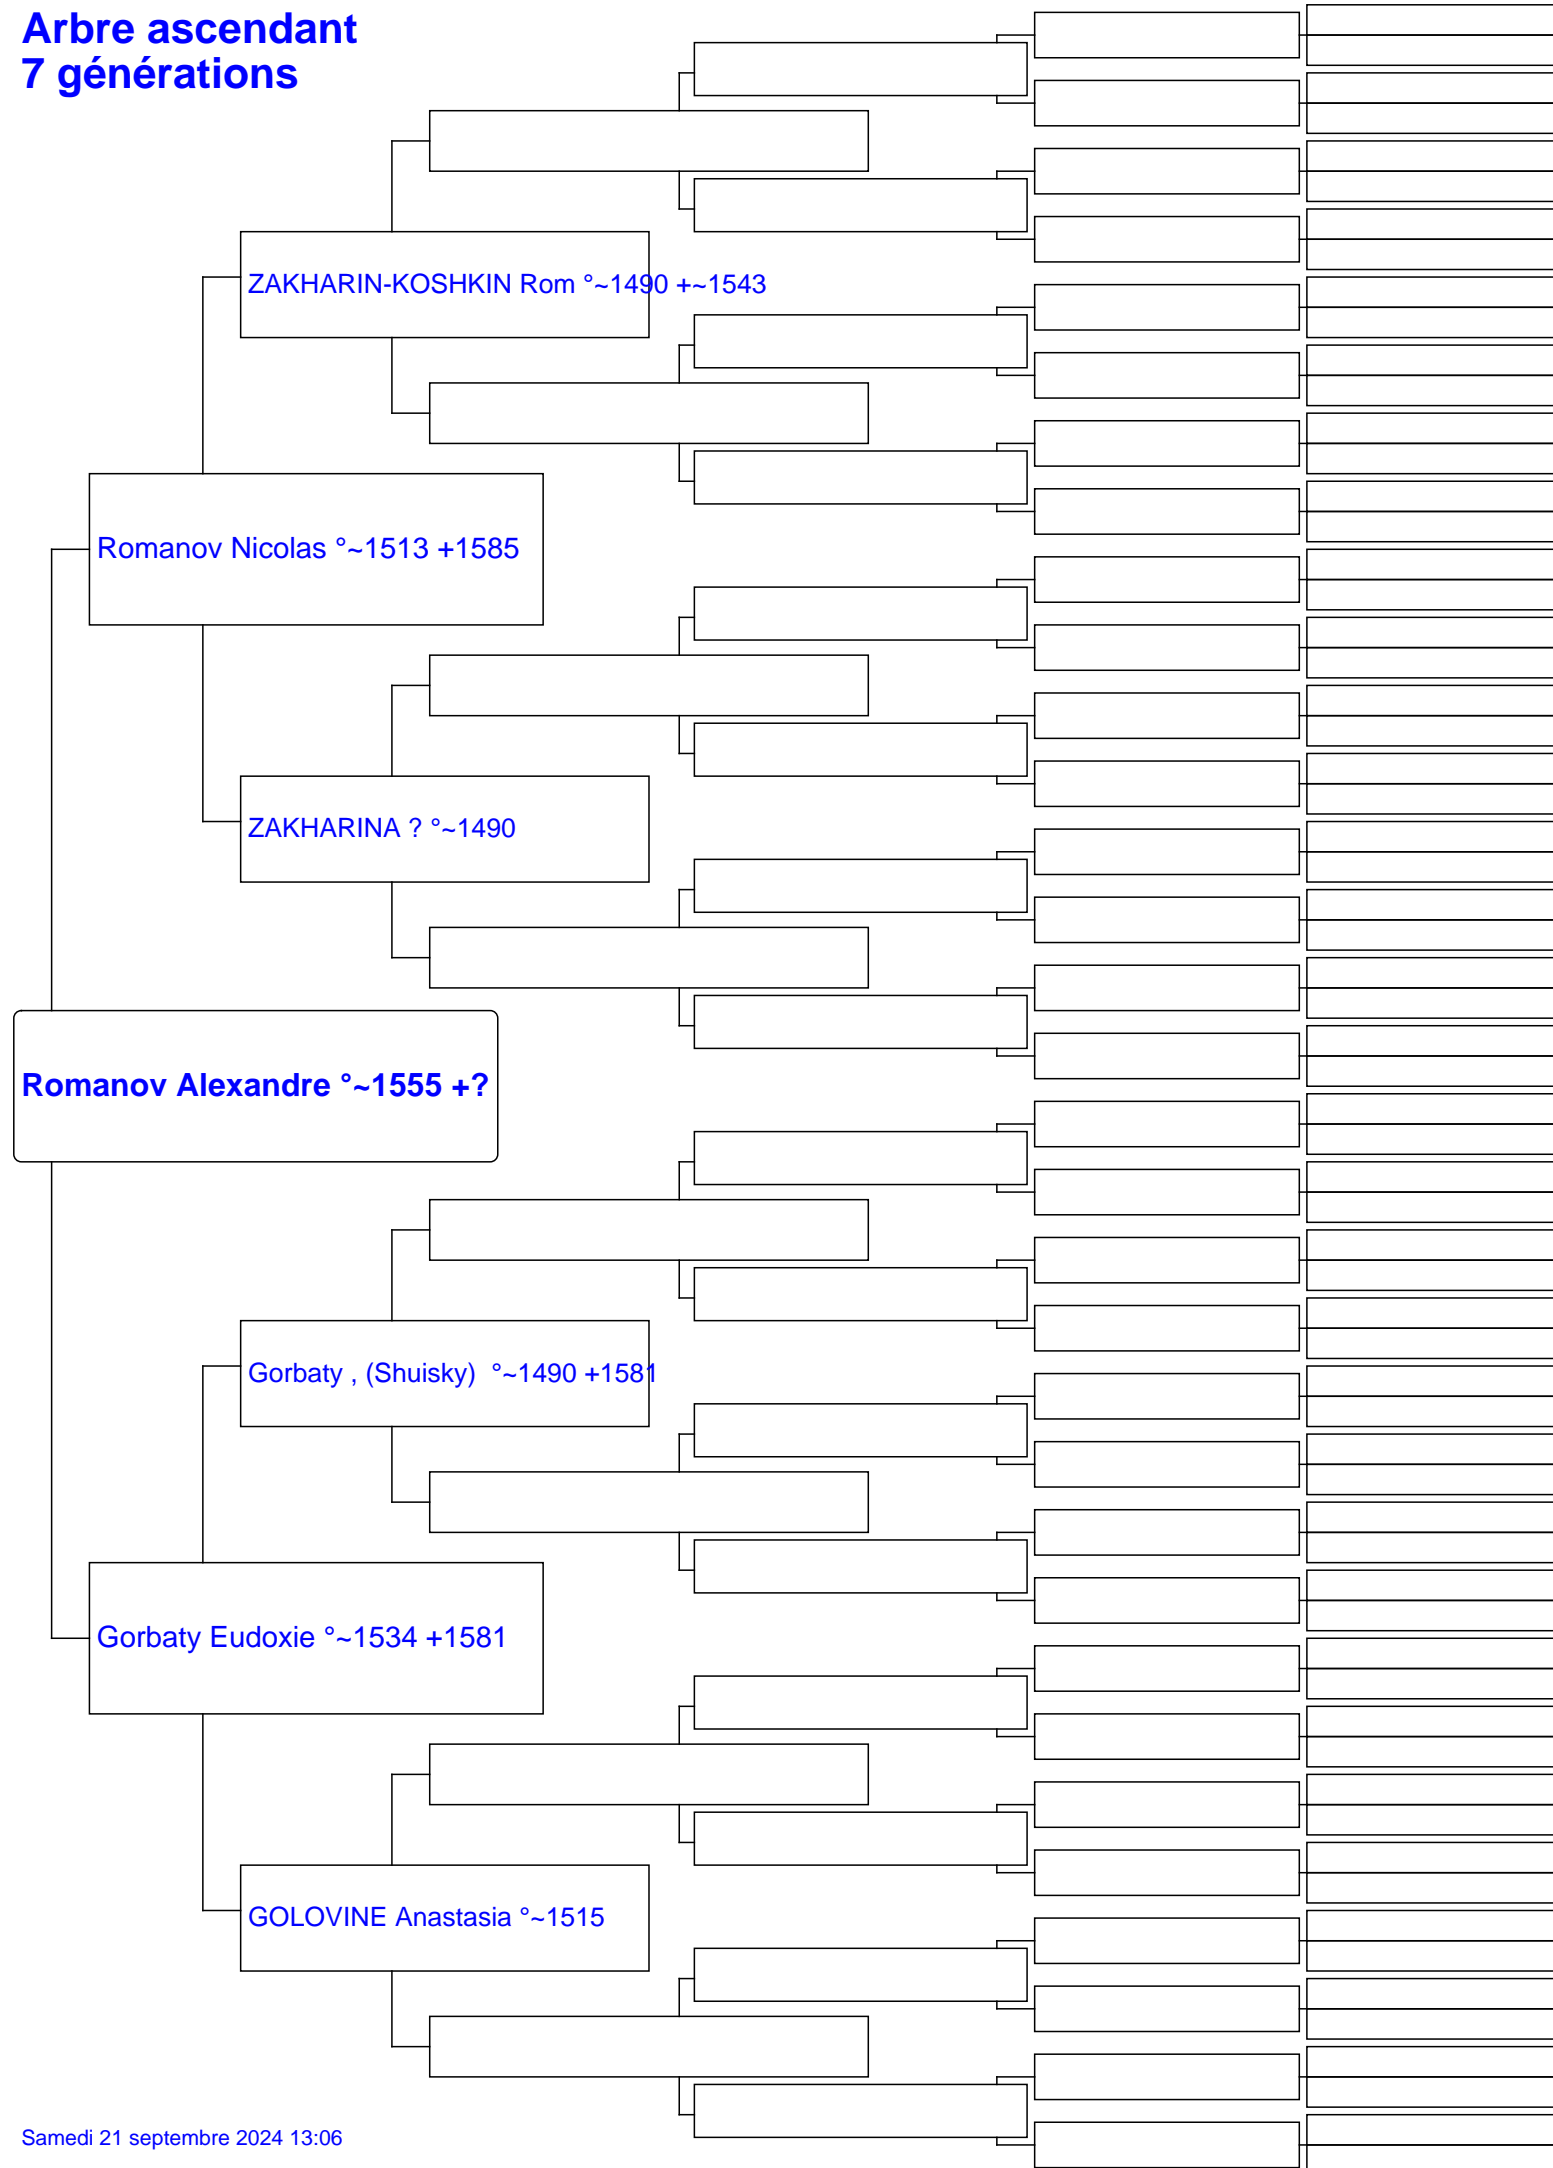 Arbre ascendant
7 générations
ZAKHARIN-KOSHKIN Rom °~1490 +~1543
Romanov Nicolas °~1513 +1585
ZAKHARINA ? °~1490
Romanov Alexandre °~1555 +?
Gorbaty , (Shuisky)  °~1490 +1581
Gorbaty Eudoxie °~1534 +1581
GOLOVINE Anastasia °~1515
Samedi 21 septembre 2024 13:06